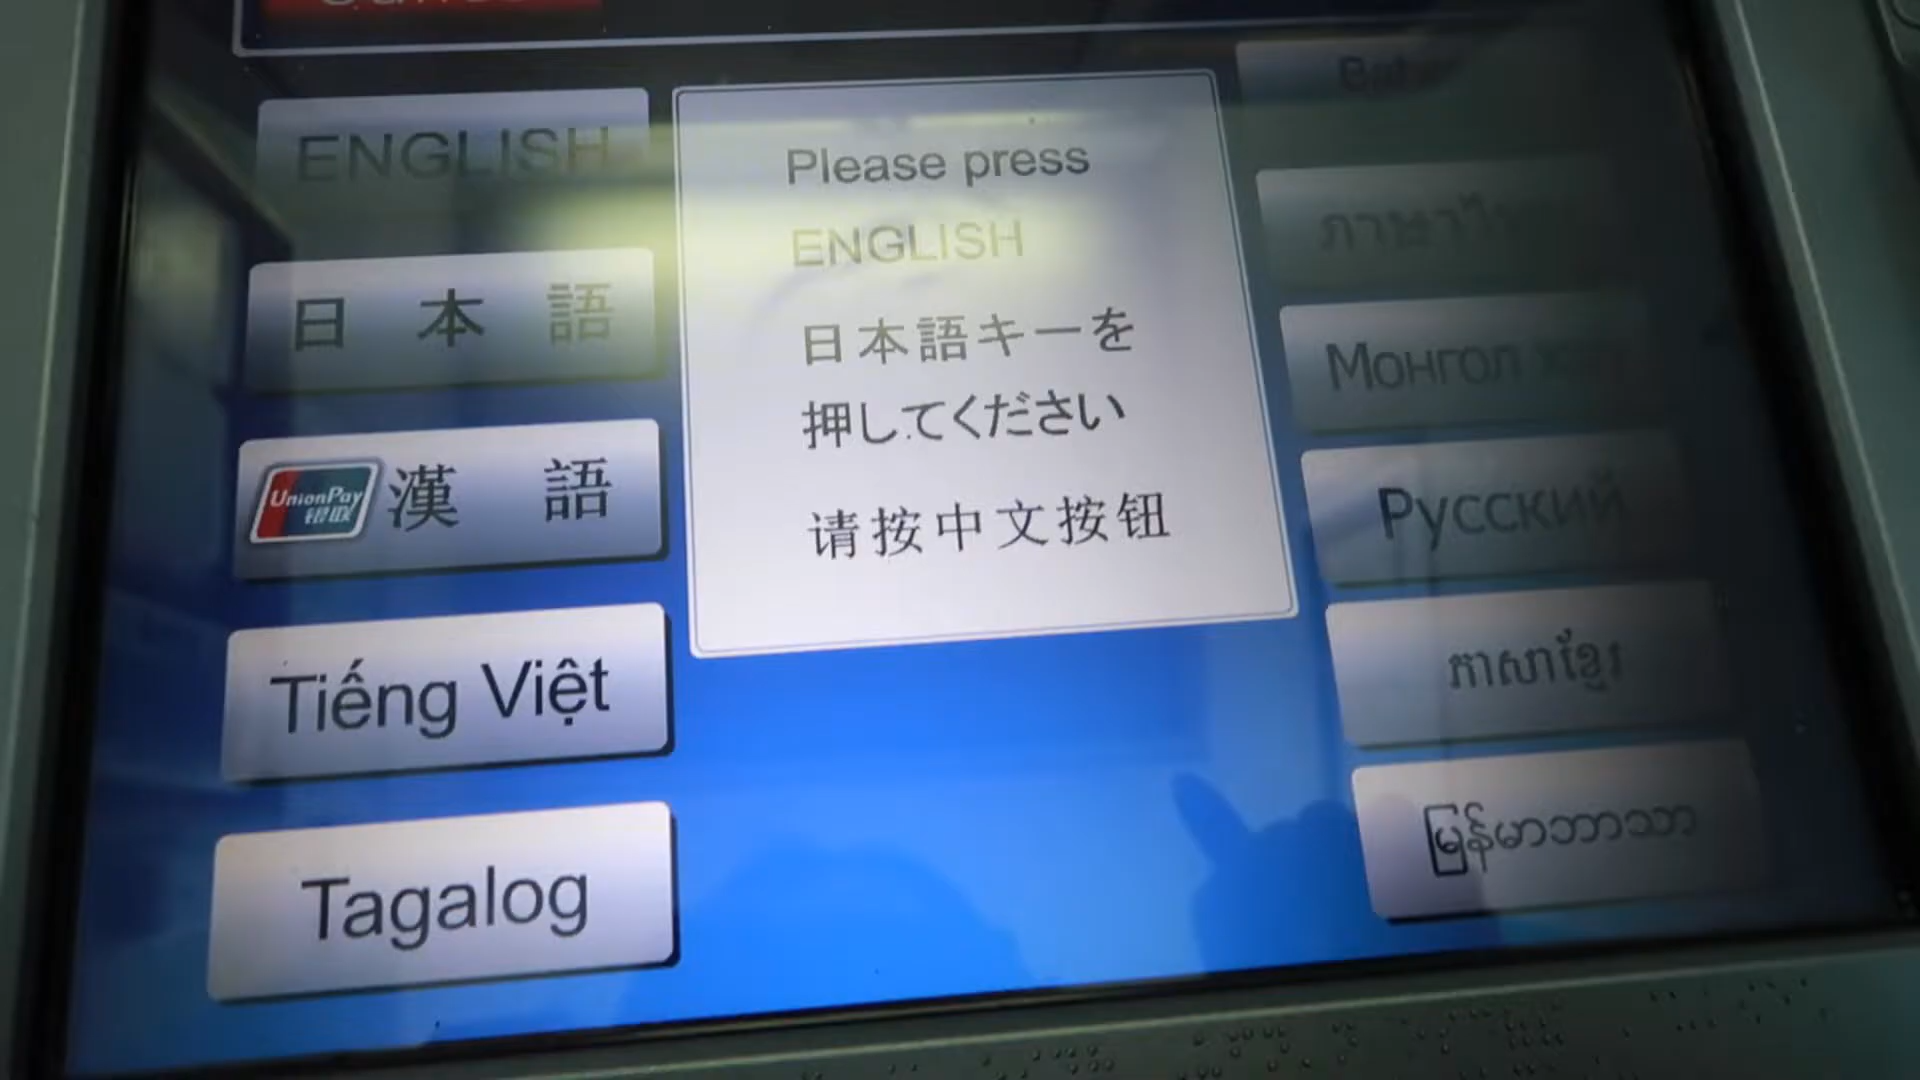 ENGLISH
日本語
UnionPay
银联
漢語
Tiếng Việt
Tagalog
Please press
ENGLISH
日本語キーを
押してください
请按中文按钮
Монгол
Русский
ភាសាខ្មែរ
မြန်မာဘာသာ